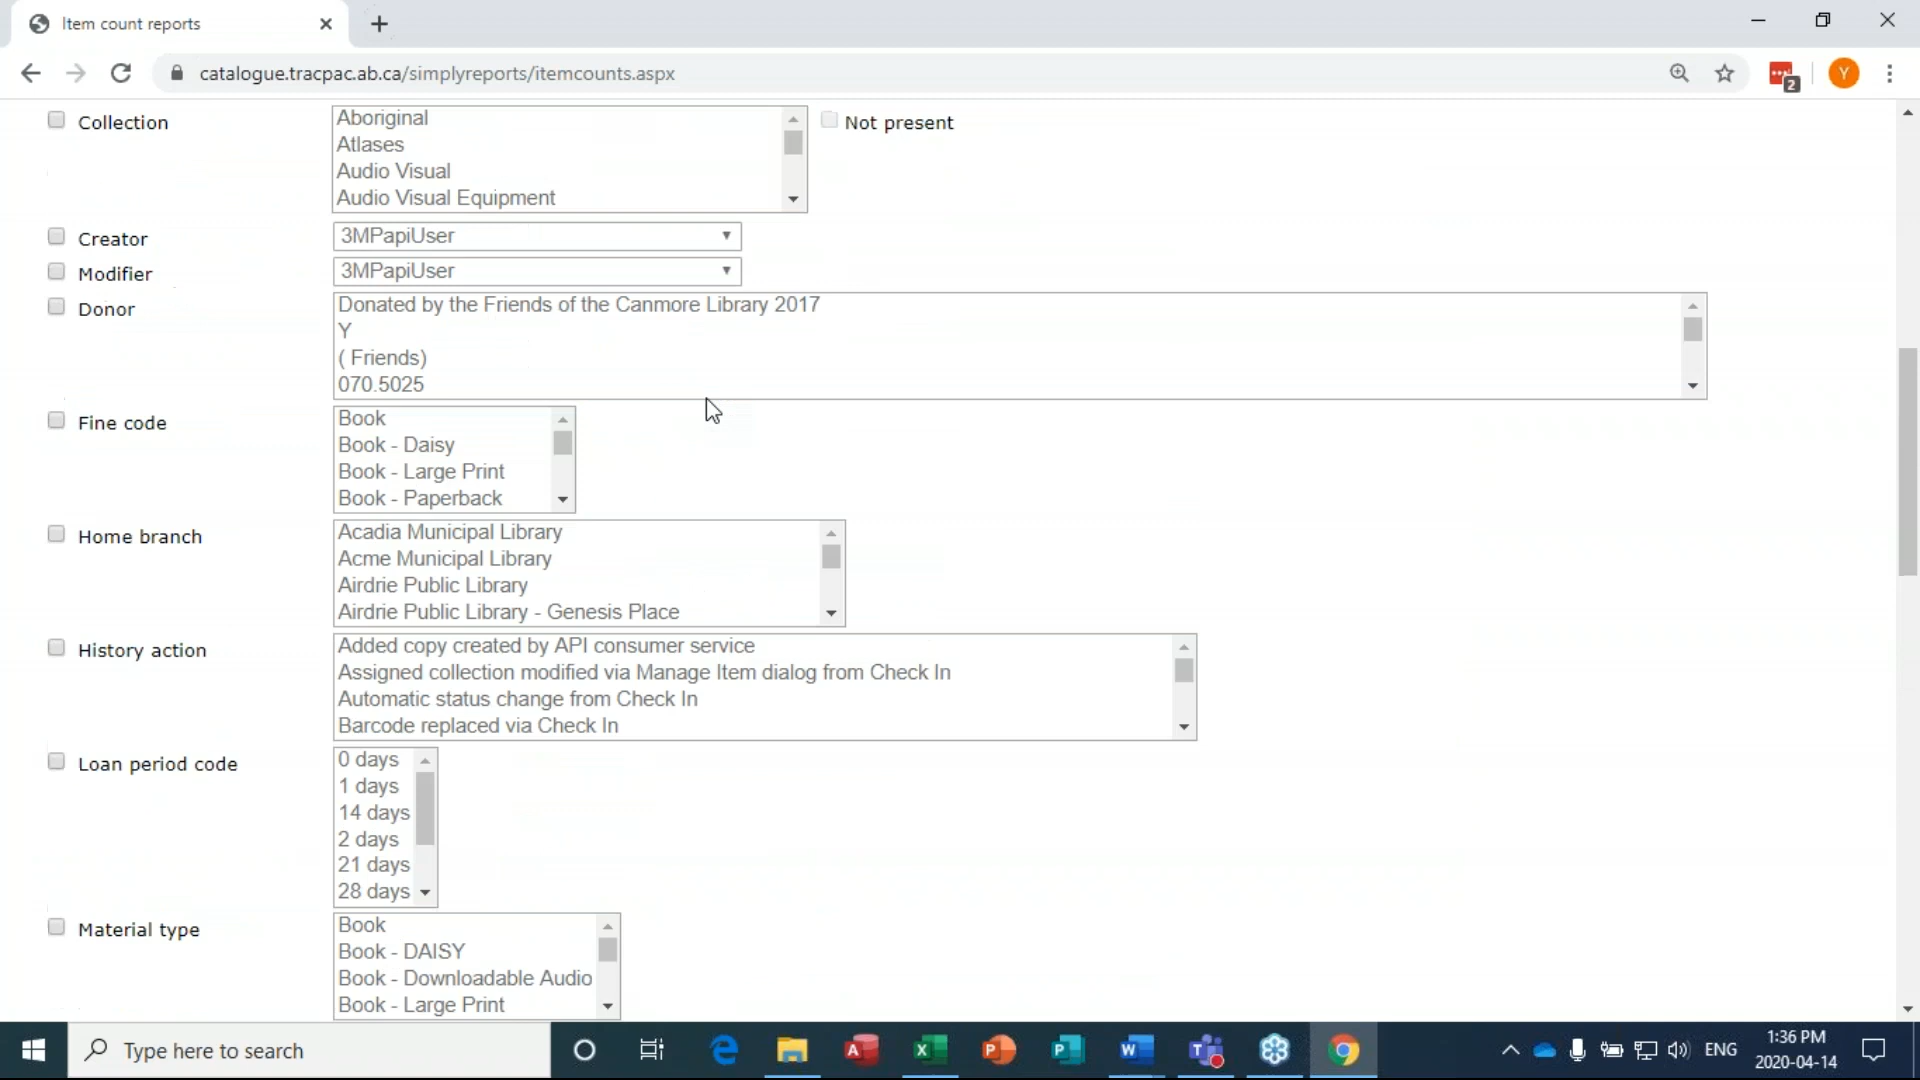 Item count reports
catalogue.tracpac.ab.ca/simplyreports/itemcounts.aspx
2
Y
Collection
Aboriginal
Atlases
Audio Visual
Audio Visual Equipment
Not present
Creator
3MPapiUser
Modifier
3MPapiUser
Donor
Donated by the Friends of the Canmore Library 2017
Y
( Friends)
070.5025
Fine code
Book
Book - Daisy
Book - Large Print
Book - Paperback
Home branch
Acadia Municipal Library
Acme Municipal Library
Airdrie Public Library
Airdrie Public Library - Genesis Place
History action
Added copy created by API consumer service
Assigned collection modified via Manage Item dialog from Check In
Automatic status change from Check In
Barcode replaced via Check In
Loan period code
0 days
1 days
14 days
2 days
21 days
28 days
Material type
Book
Book - DAISY
Book - Downloadable Audio
Book - Large Print
Type here to search
ENG
1:36 PM
2020-04-14